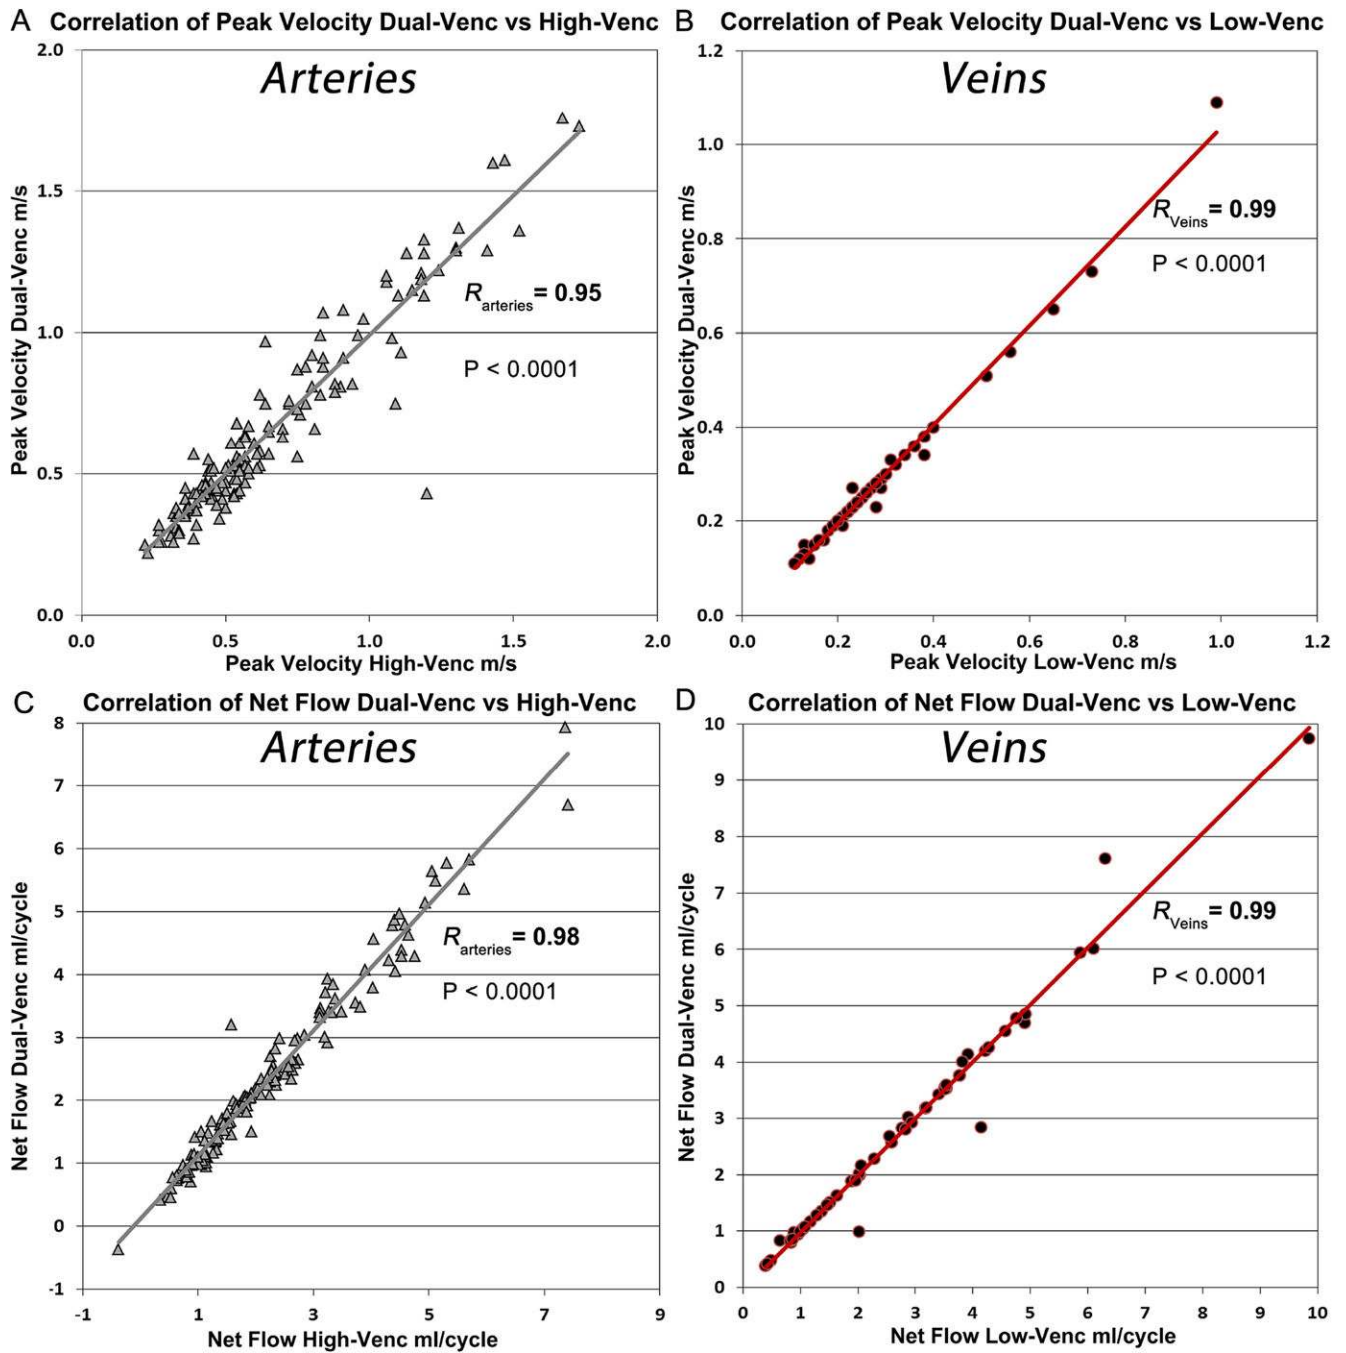 A Correlation of Peak Velocity Dual-Venc vs High-Venc
Arteries
Peak Velocity Dual-Venc m/s
2.0
1.5
1.0
0.5
0.0
R arteries = 0.95
P < 0.0001
0.0 0.5 1.0 1.5 2.0
Peak Velocity High-Venc m/s
B Correlation of Peak Velocity Dual-Venc vs Low-Venc
Veins
Peak Velocity Dual-Venc m/s
1.2
1.0
0.8
0.6
0.4
0.2
0.0
R Veins = 0.99
P < 0.0001
0.0 0.2 0.4 0.6 0.8 1.0 1.2
Peak Velocity Low-Venc m/s
C Correlation of Net Flow Dual-Venc vs High-Venc
Arteries
Net Flow Dual-Venc ml/cycle
8
7
6
5
4
3
2
1
0
-1
R arteries = 0.98
P < 0.0001
-1 1 3 5 7 9
Net Flow High-Venc ml/cycle
D Correlation of Net Flow Dual-Venc vs Low-Venc
Veins
Net Flow Dual-Venc ml/cycle
10
9
8
7
6
5
4
3
2
1
0
R Veins = 0.99
P < 0.0001
0 1 2 3 4 5 6 7 8 9 10
Net Flow Low-Venc ml/cycle